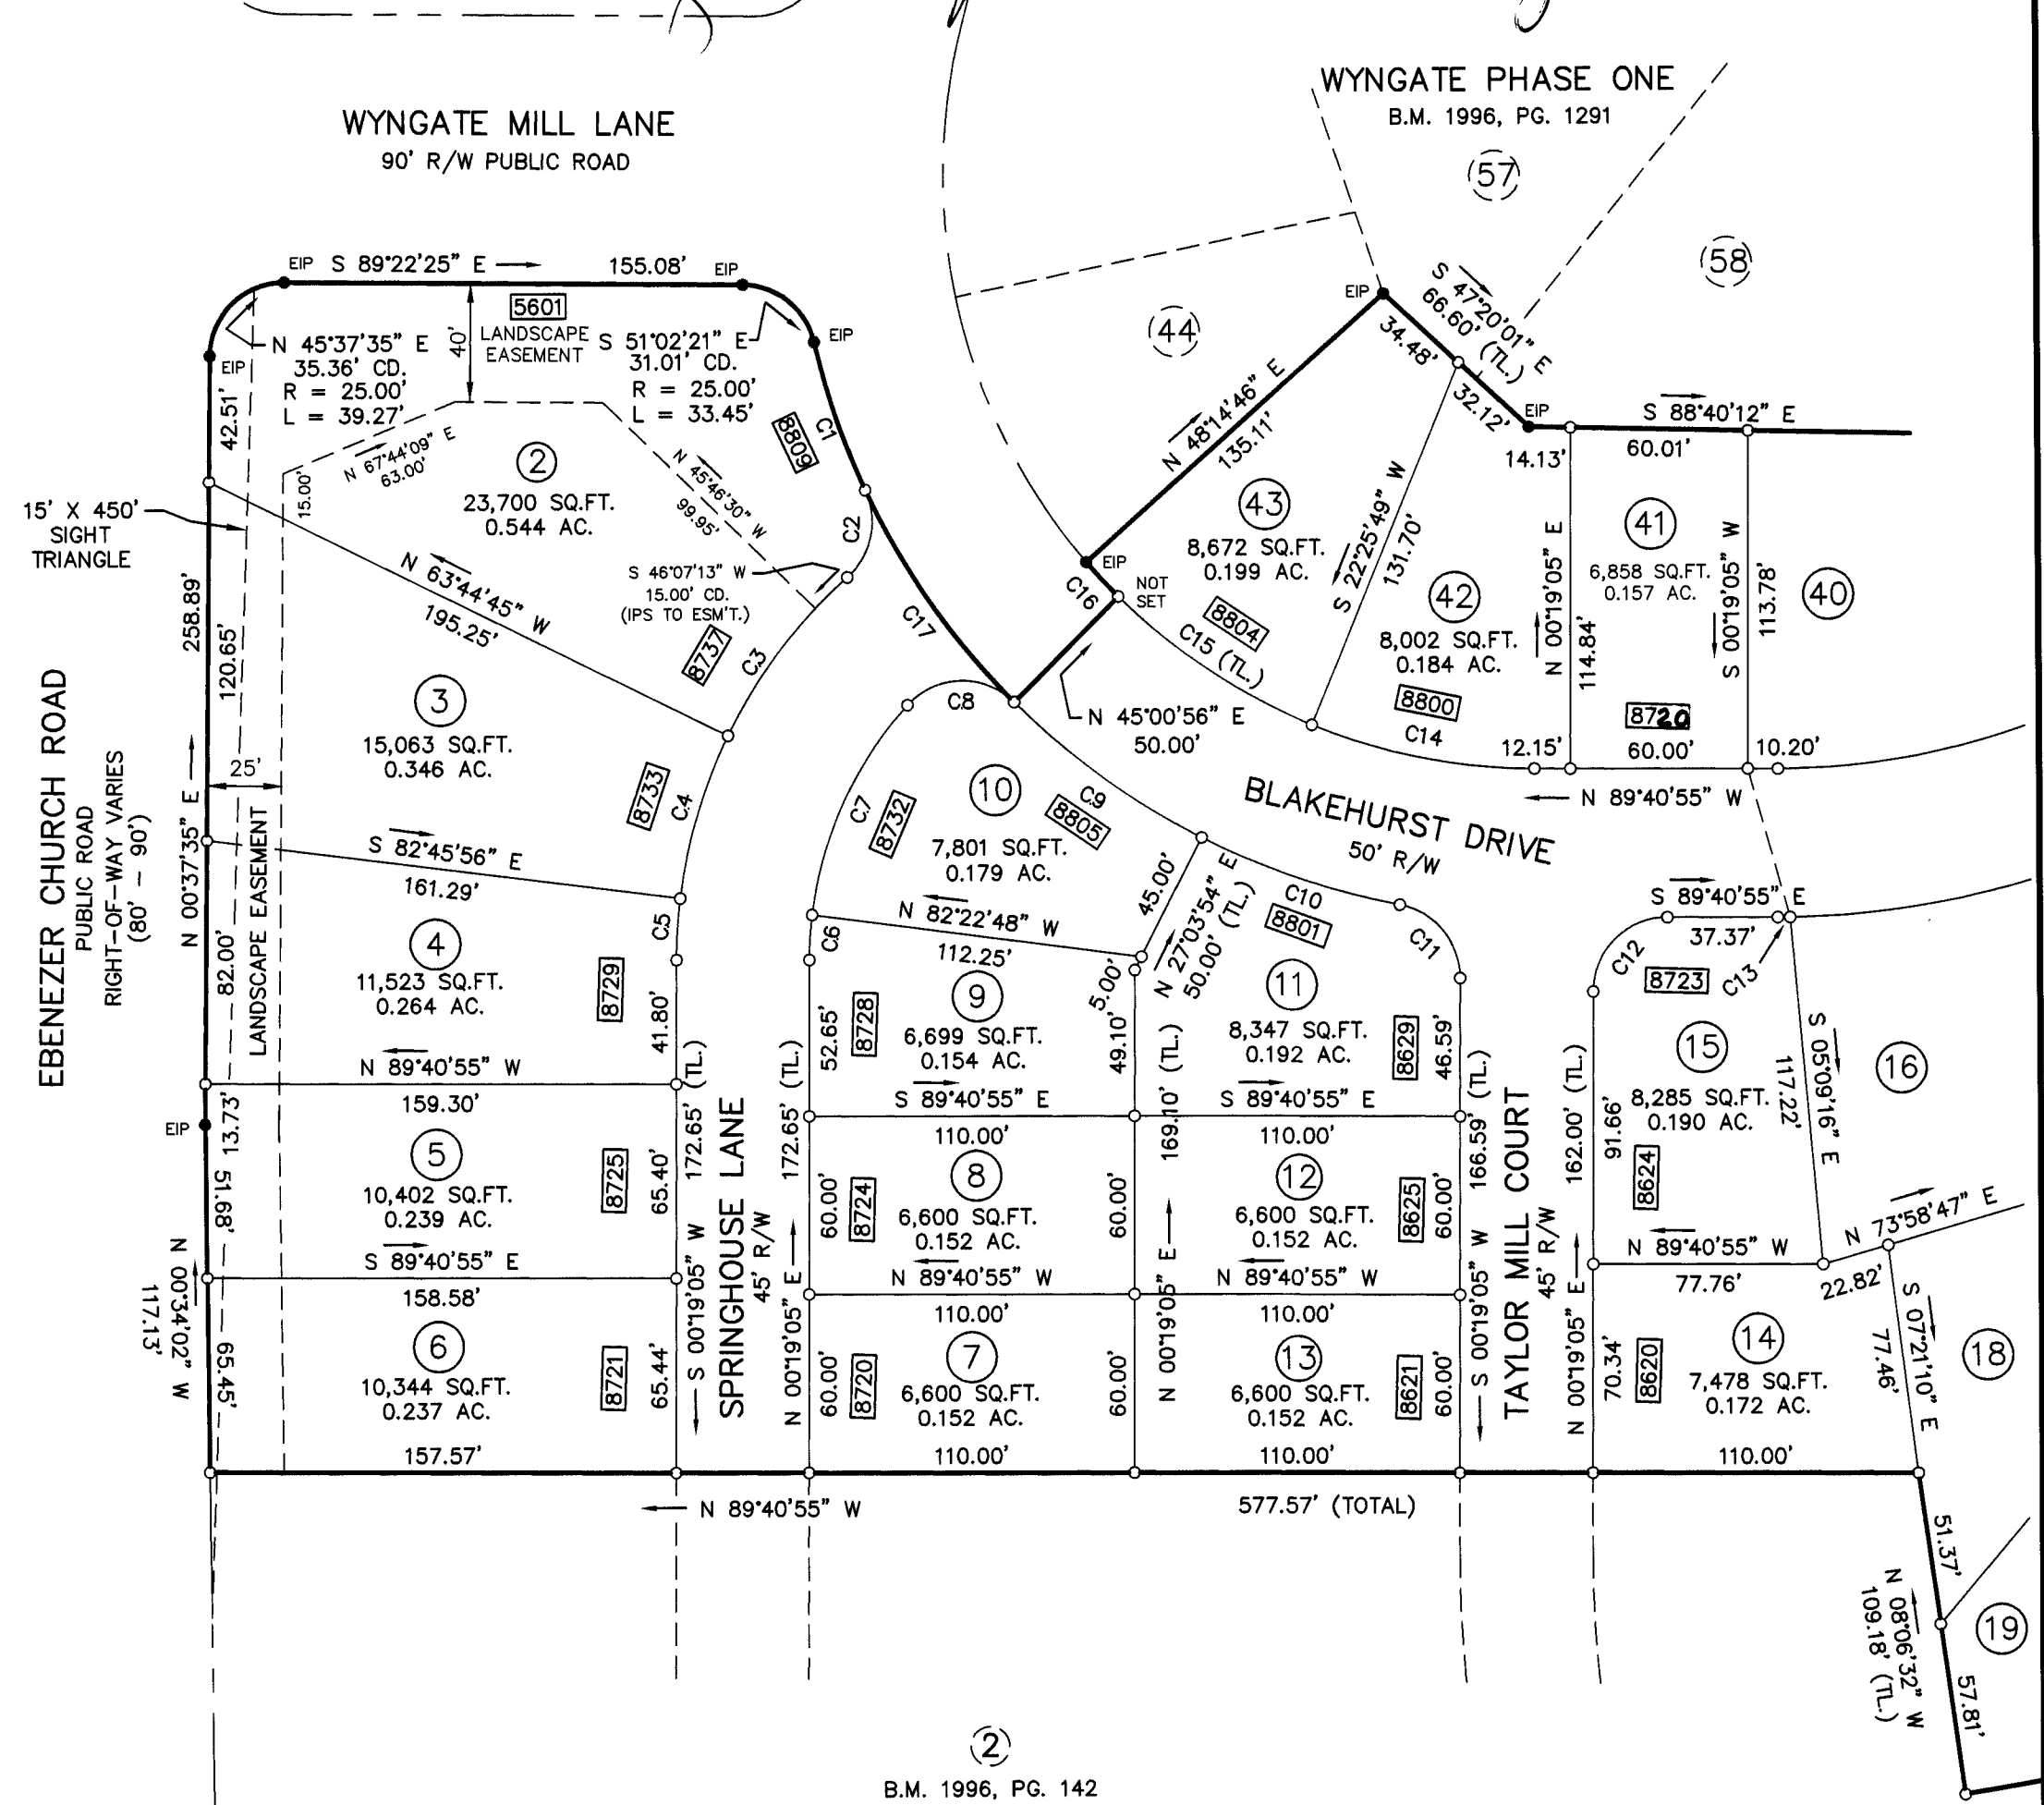 WYNGATE MILL LANE
90' R/W PUBLIC ROAD
WYNGATE PHASE ONE
B.M. 1996, PG. 1291
57
58
44
EIP S 89°22'25" E 155.08' EIP
5601
LANDSCAPE
EASEMENT
40'
N 45°37'35" E
35.36' CD.
R = 25.00'
L = 39.27'
S 51°02'21" E
31.01' CD.
R = 25.00'
L = 33.45'
EIP
EIP
42.51'
N 67°44'09" E
63.00'
15.00'
2
23,700 SQ.FT.
0.544 AC.
N 45°46'30" W
99.95'
8809
C1
C2
15' X 450'
SIGHT
TRIANGLE
S 46°07'13" W
15.00' CD.
(IPS TO ESM'T.)
N 63°44'45" W
195.25'
8737
C3
C17
258.89'
120.65'
3
15,063 SQ.FT.
0.346 AC.
8733
C4
25'
LANDSCAPE EASEMENT
EBENEZER CHURCH ROAD
PUBLIC ROAD
RIGHT-OF-WAY VARIES
(80' - 90')
N 00°37'35" E
S 82°45'56" E
161.29'
82.00'
4
11,523 SQ.FT.
0.264 AC.
8729
C5
41.80'
N 89°40'55" W
159.30'
13.73'
EIP
5
10,402 SQ.FT.
0.239 AC.
8725
65.40'
51.68'
S 89°40'55" E
158.58'
N 00°34'02" W
117.13'
65.45'
6
10,344 SQ.FT.
0.237 AC.
8721
65.44'
157.57'
S 00°19'05" W 172.65' (TL.)
SPRINGHOUSE LANE
45' R/W
N 00°19'05" E 172.65' (TL.)
C8
C7
8732
10
7,801 SQ.FT.
0.179 AC.
C9
8805
C6
N 82°22'48" W
112.25'
45.00'
5.00'
N 27°03'54" E
50.00' (TL.)
52.65'
8728
9
6,699 SQ.FT.
0.154 AC.
49.10'
S 89°40'55" E
110.00'
60.00'
8724
8
6,600 SQ.FT.
0.152 AC.
60.00'
N 89°40'55" W
110.00'
60.00'
8720
7
6,600 SQ.FT.
0.152 AC.
60.00'
110.00'
N 00°19'05" E 169.10' (TL.)
C10
8801
C11
11
8,347 SQ.FT.
0.192 AC.
8629
46.59'
S 89°40'55" E
110.00'
12
6,600 SQ.FT.
0.152 AC.
8625
60.00'
N 89°40'55" W
110.00'
13
6,600 SQ.FT.
0.152 AC.
8621
60.00'
110.00'
S 00°19'05" W 166.59' (TL.)
TAYLOR MILL COURT
45' R/W
N 00°19'05" E 162.00' (TL.)
EIP
S 47°20'01" E
66.60' (TL.)
34.48'
32.12'
N 48°14'46" E
135.11'
EIP
C16
NOT
SET
43
8,672 SQ.FT.
0.199 AC.
8804
C15 (TL.)
S 22°25'49" W
131.70'
N 45°00'56" E
50.00'
42
8,002 SQ.FT.
0.184 AC.
8800
C14
12.15'
EIP
S 88°40'12" E
14.13'
60.01'
N 00°19'05" E
114.84'
41
6,858 SQ.FT.
0.157 AC.
8720
60.00'
S 00°19'05" W
113.78'
40
10.20'
N 89°40'55" W
BLAKEHURST DRIVE
50' R/W
S 89°40'55" E
37.37'
C12
C13
8723
15
8,285 SQ.FT.
0.190 AC.
91.66'
8624
S 05°09'16" E
117.22'
16
N 89°40'55" W
77.76'
N 73°58'47" E
22.82'
14
7,478 SQ.FT.
0.172 AC.
8620
70.34'
S 07°21'10" E
77.46'
18
110.00'
N 89°40'55" W
577.57' (TOTAL)
51.37'
N 08°06'32" W
109.18' (TL.)
57.81'
19
2
B.M. 1996, PG. 142